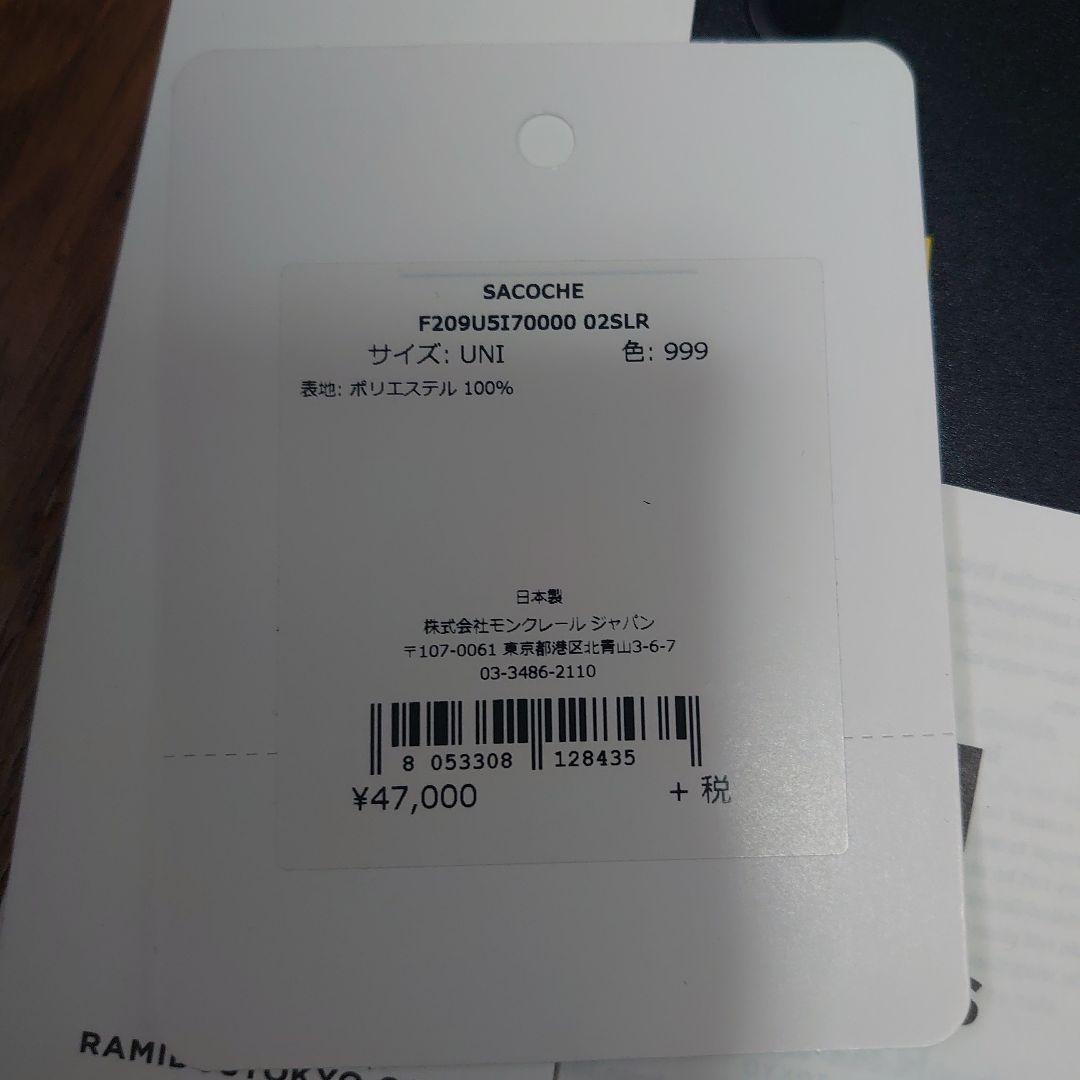 SACOCHE
F209U5I70000 02SLR
サイズ: UNI 色: 999
表地: ポリエステル 100%
日本製
株式会社モンクレール ジャパン
〒107-0061 東京都港区北青山3-6-7
03-3486-2110
8 053308 128435
¥47,000 + 税